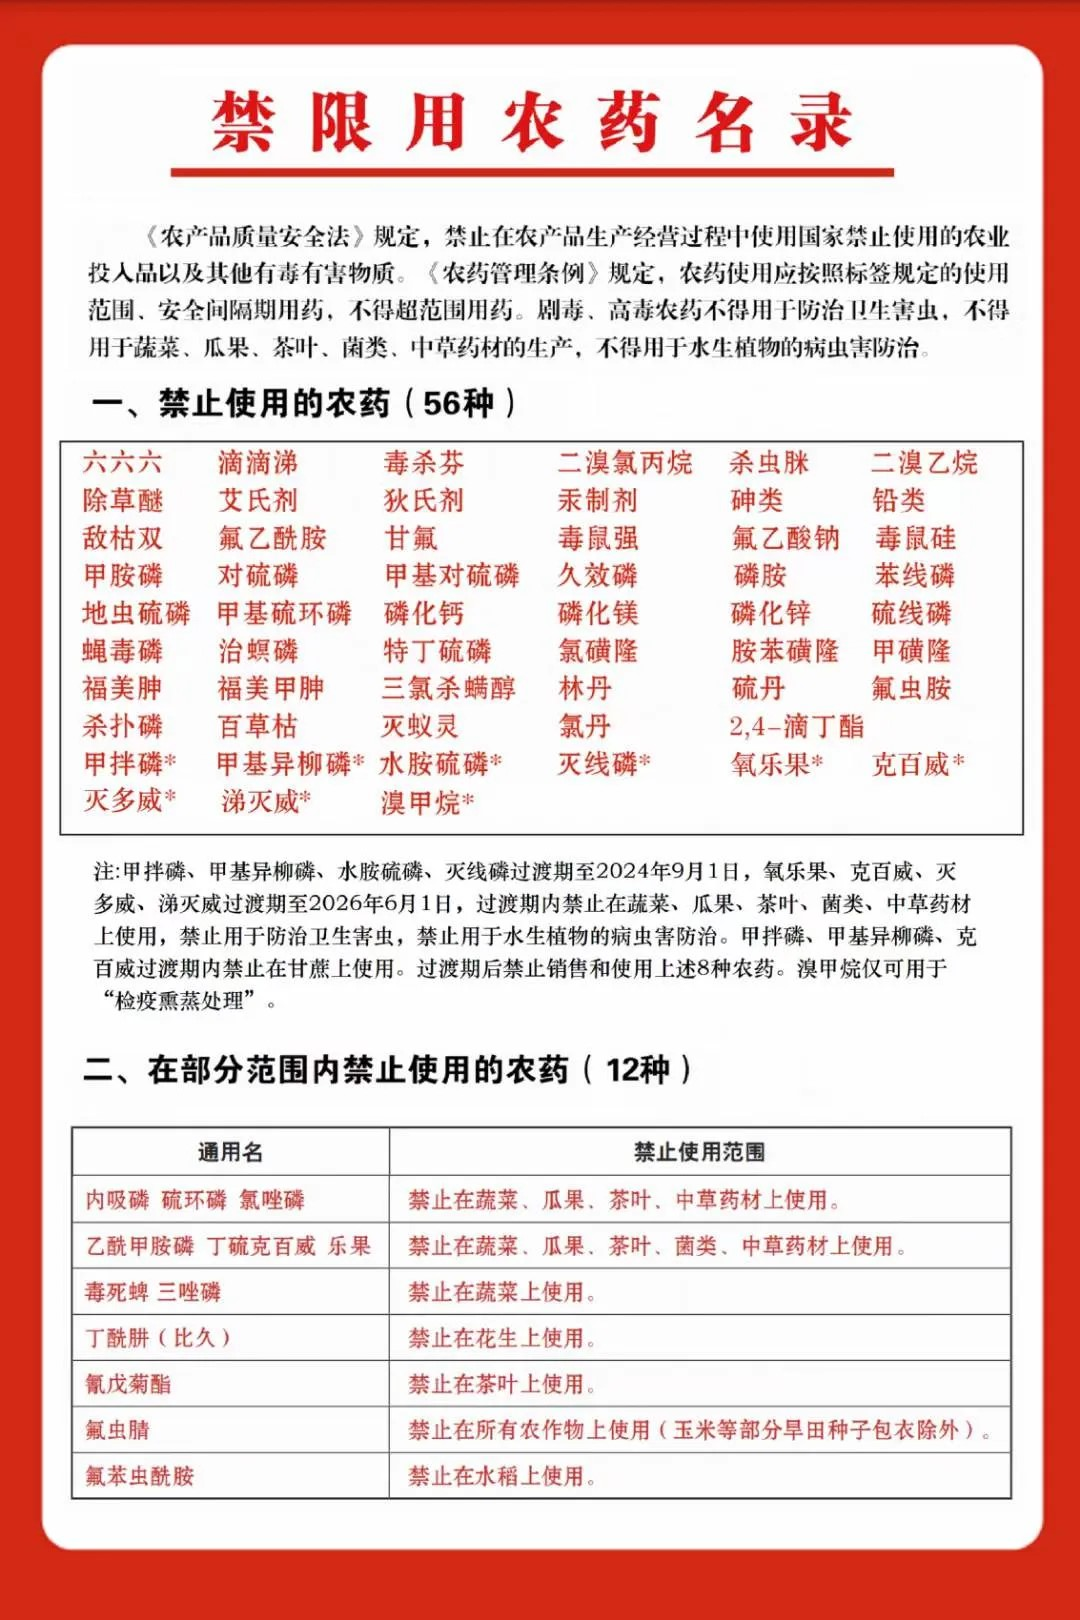 禁限用农药名录
《农产品质量安全法》规定，禁止在农产品生产经营过程中使用国家禁止使用的农业
投入品以及其他有毒有害物质。《农药管理条例》规定，农药使用应按照标签规定的使用
范围、安全间隔期用药，不得超范围用药。剧毒、高毒农药不得用于防治卫生害虫，不得
用于蔬菜、瓜果、茶叶、菌类、中草药材的生产，不得用于水生植物的病虫害防治。
一、禁止使用的农药（56种）
六六六 滴滴涕 毒杀芬 二溴氯丙烷 杀虫脒 二溴乙烷
除草醚 艾氏剂 狄氏剂 汞制剂 砷类 铅类
敌枯双 氟乙酰胺 甘氟 毒鼠强 氟乙酸钠 毒鼠硅
甲胺磷 对硫磷 甲基对硫磷 久效磷 磷胺 苯线磷
地虫硫磷 甲基硫环磷 磷化钙 磷化镁 磷化锌 硫线磷
蝇毒磷 治螟磷 特丁硫磷 氯磺隆 胺苯磺隆 甲磺隆
福美胂 福美甲胂 三氯杀螨醇 林丹 硫丹 氟虫胺
杀扑磷 百草枯 灭蚁灵 氯丹 2,4-滴丁酯
甲拌磷* 甲基异柳磷* 水胺硫磷* 灭线磷* 氧乐果* 克百威*
灭多威* 涕灭威* 溴甲烷*
注:甲拌磷、甲基异柳磷、水胺硫磷、灭线磷过渡期至2024年9月1日，氧乐果、克百威、灭
多威、涕灭威过渡期至2026年6月1日，过渡期内禁止在蔬菜、瓜果、茶叶、菌类、中草药材
上使用，禁止用于防治卫生害虫，禁止用于水生植物的病虫害防治。甲拌磷、甲基异柳磷、克
百威过渡期内禁止在甘蔗上使用。过渡期后禁止销售和使用上述8种农药。溴甲烷仅可用于
“检疫熏蒸处理”。
二、在部分范围内禁止使用的农药（12种）
通用名 禁止使用范围
内吸磷 硫环磷 氯唑磷 禁止在蔬菜、瓜果、茶叶、中草药材上使用。
乙酰甲胺磷 丁硫克百威 乐果 禁止在蔬菜、瓜果、茶叶、菌类、中草药材上使用。
毒死蜱 三唑磷 禁止在蔬菜上使用。
丁酰肼（比久） 禁止在花生上使用。
氰戊菊酯 禁止在茶叶上使用。
氟虫腈 禁止在所有农作物上使用（玉米等部分旱田种子包衣除外）。
氟苯虫酰胺 禁止在水稻上使用。